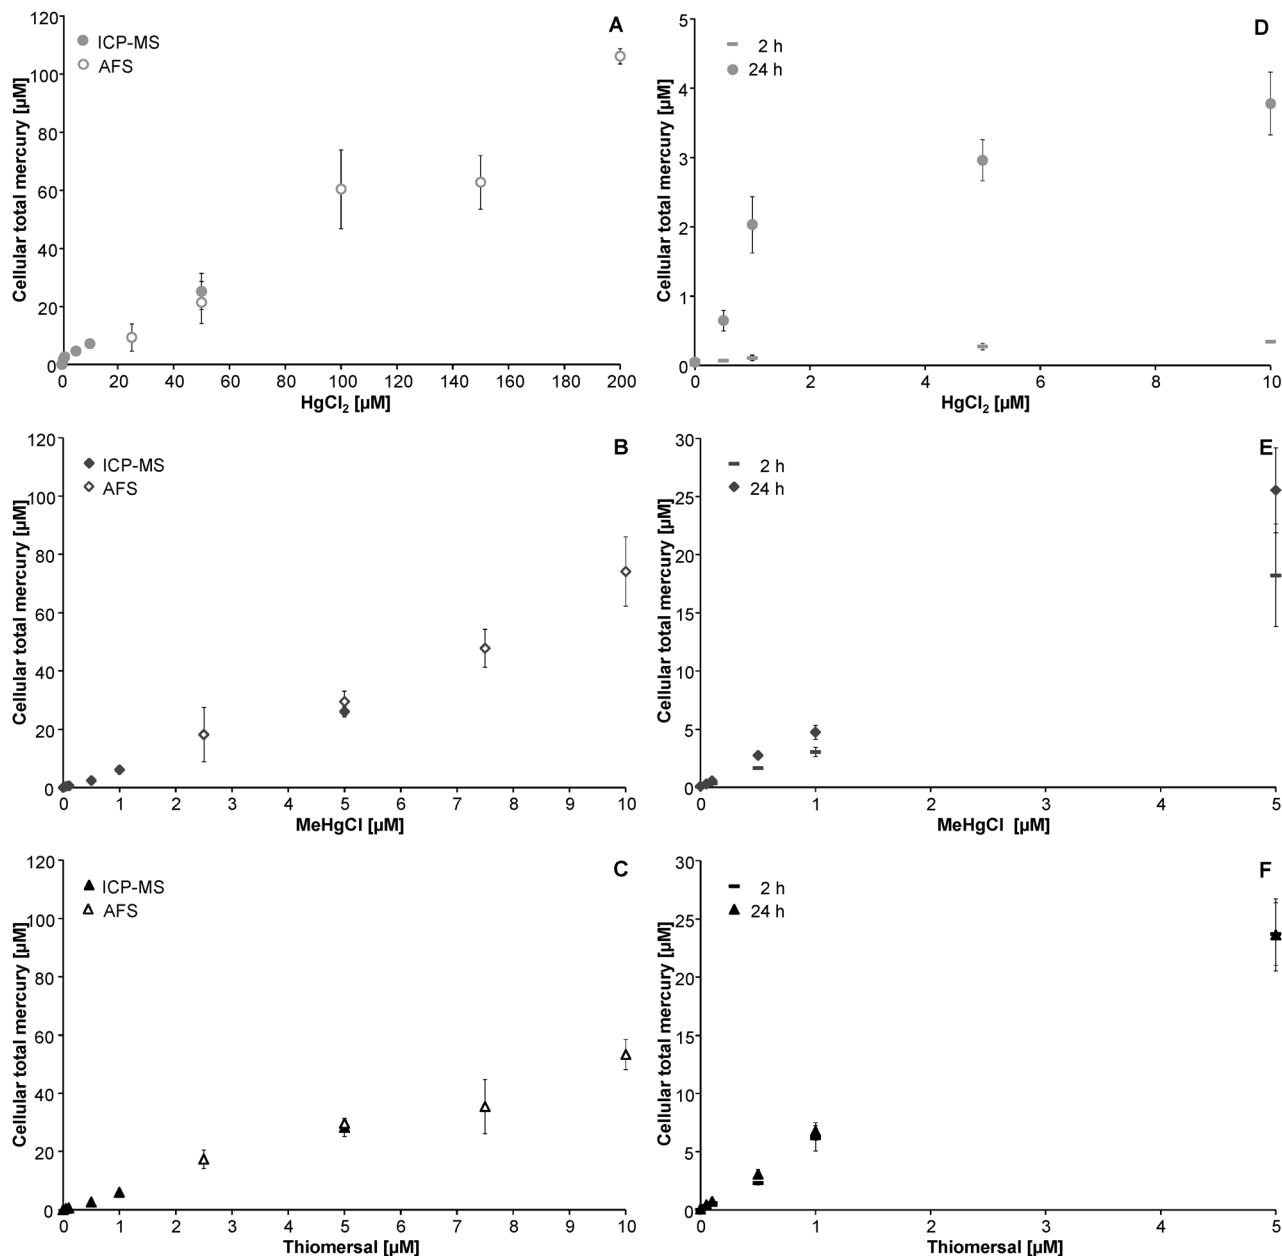 A
ICP-MS
AFS
Cellular total mercury [µM]
120
100
80
60
40
20
0
0 20 40 60 80 100 120 140 160 180 200
HgCl2 [µM]
D
2 h
24 h
Cellular total mercury [µM]
5
4
3
2
1
0
0 2 4 6 8 10
HgCl2 [µM]
B
ICP-MS
AFS
Cellular total mercury [µM]
120
100
80
60
40
20
0
0 1 2 3 4 5 6 7 8 9 10
MeHgCl [µM]
E
2 h
24 h
Cellular total mercury [µM]
30
25
20
15
10
5
0
0 1 2 3 4 5
MeHgCl [µM]
C
ICP-MS
AFS
Cellular total mercury [µM]
120
100
80
60
40
20
0
0 1 2 3 4 5 6 7 8 9 10
Thiomersal [µM]
F
2 h
24 h
Cellular total mercury [µM]
30
25
20
15
10
5
0
0 1 2 3 4 5
Thiomersal [µM]